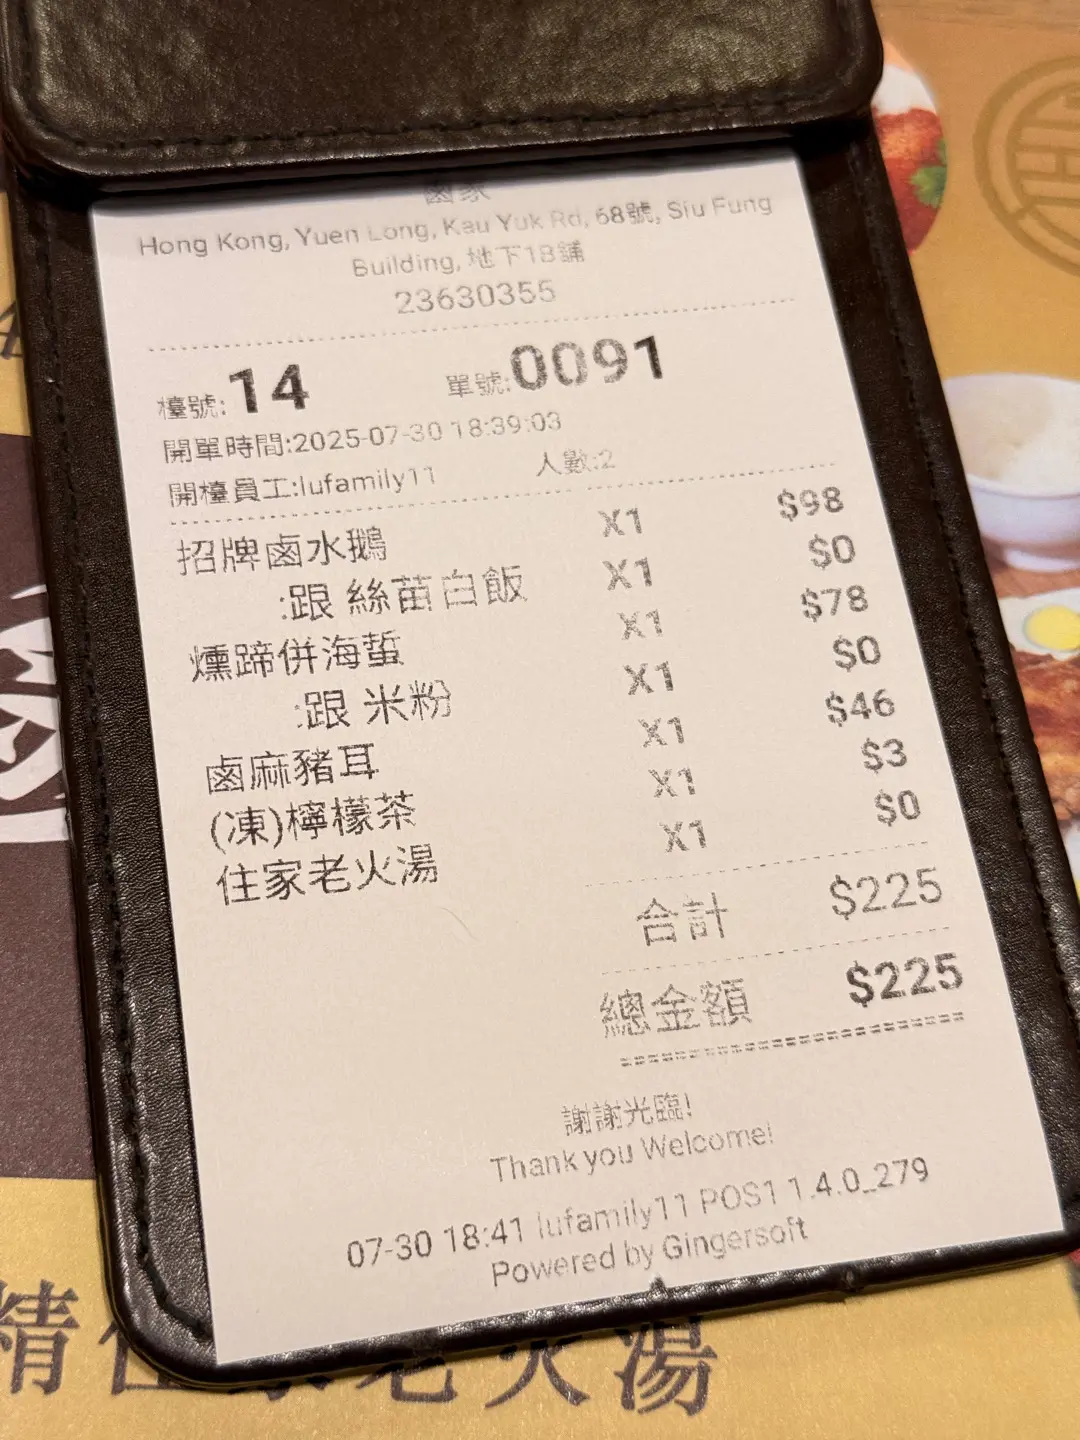 鹵家
Hong Kong, Yuen Long, Kau Yuk Rd, 68號, Siu Fung
Building, 地下1B鋪
23630355
檯號: 14 單號: 0091
開單時間:2025-07-30 18:39:03
開檯員工:lufamily11 人數:2
招牌鹵水鵝 X1 $98
:跟 絲苗白飯 X1 $0
燻蹄併海蜇 X1 $78
:跟 米粉 X1 $0
鹵麻豬耳 X1 $46
(凍)檸檬茶 X1 $3
住家老火湯 X1 $0
合計 $225
總金額 $225
謝謝光臨!
Thank you Welcome!
07-30 18:41 lufamily11 POS1 1.4.0_279
Powered by Gingersoft
精
老火湯